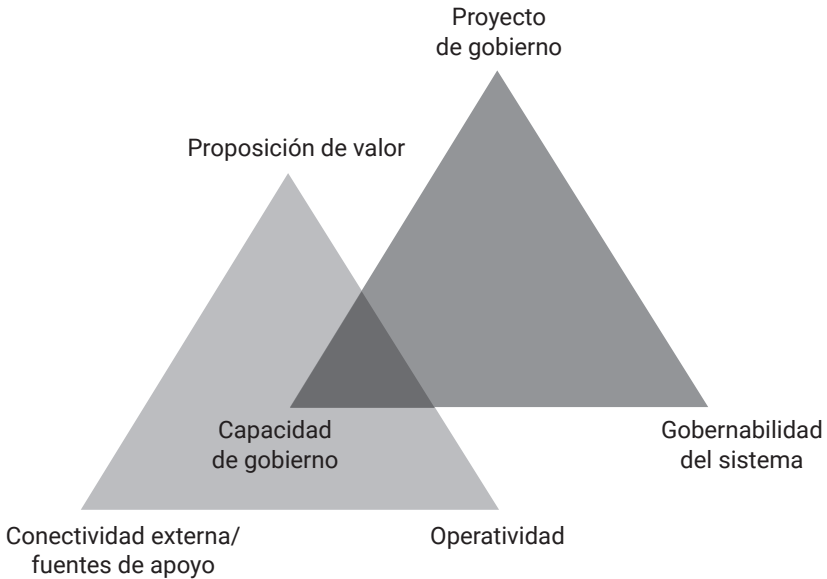 Proyecto
de gobierno
Proposición de valor
Capacidad
de gobierno
Gobernabilidad
del sistema
Conectividad externa/
fuentes de apoyo
Operatividad